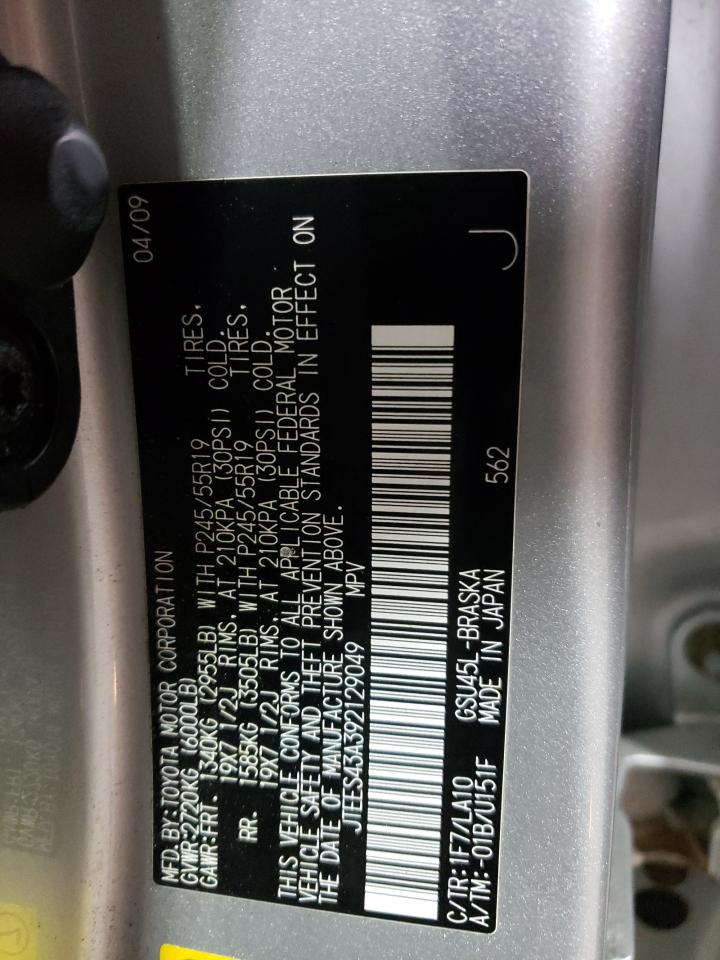 MFD. BY: TOYOTA MOTOR CORPORATION 04/09
GVWR: 2720KG (6000LB)
GAWR: FRT. 1340KG (2955LB) WITH P245/55R19 TIRES,
19X7 1/2J RIMS, AT 210KPA (30PSI) COLD.
RR. 1585KG (3505LB) WITH P245/55R19 TIRES,
19X7 1/2J RIMS, AT 210KPA (30PSI) COLD.
THIS VEHICLE CONFORMS TO ALL APPLICABLE FEDERAL MOTOR
VEHICLE SAFETY AND THEFT PREVENTION STANDARDS IN EFFECT ON
THE DATE OF MANUFACTURE SHOWN ABOVE.
JTEES43A392129049 MPV
C/TR: 1F7/LA10 GSU45L-BRASKA 562 J
A/TM: -01B/U151F MADE IN JAPAN